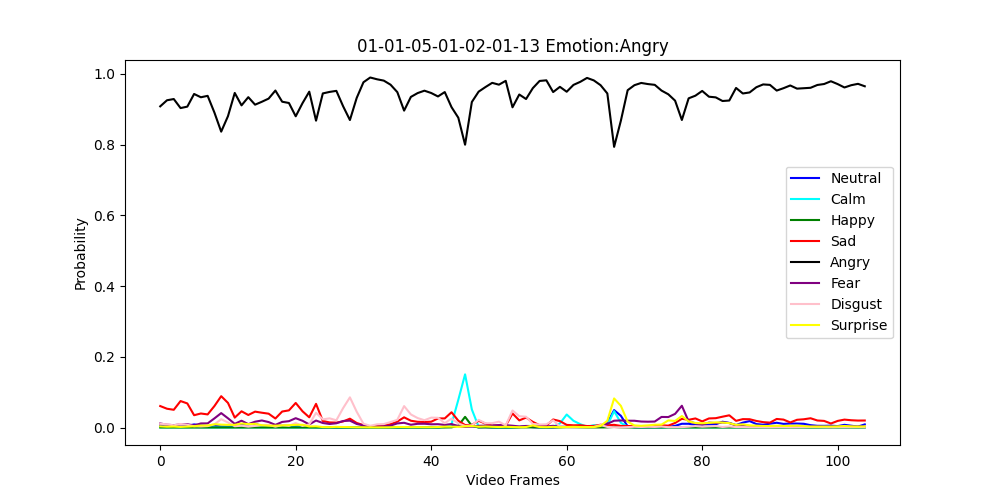 01-01-05-01-02-01-13 Emotion:Angry
Probability
1.0
0.8
0.6
0.4
0.2
0.0
0 20 40 60 80 100
Video Frames
Neutral
Calm
Happy
Sad
Angry
Fear
Disgust
Surprise